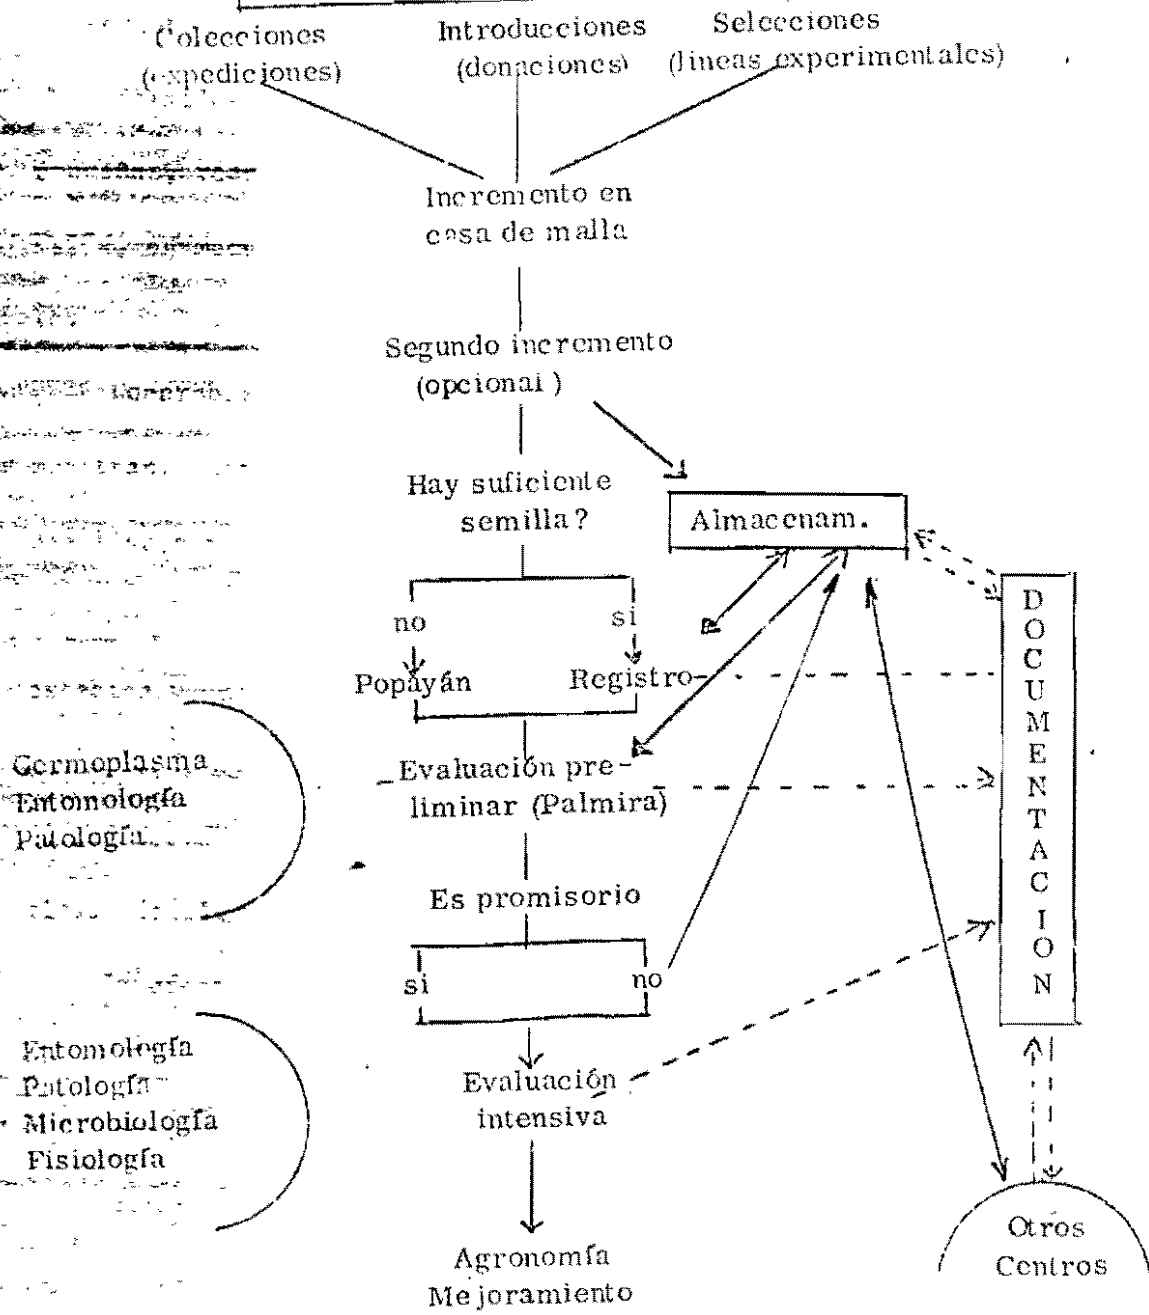 Colecciones
(expediciones)
Introducciones
(donaciones)
Selecciones
(lineas experimentales)
Incremento en
casa de malla
Segundo incremento
(opcional)
Hay suficiente
semilla?
Almacenam.
no
si
Popayán
Registro
DOCUMENTACION
Germoplasma
Entomología
Patología
Evaluación pre-
liminar (Palmira)
Es promisorio
si
no
Entomología
Patología
Microbiología
Fisiología
Evaluación
intensiva
Agronomía
Mejoramiento
Otros
Centros